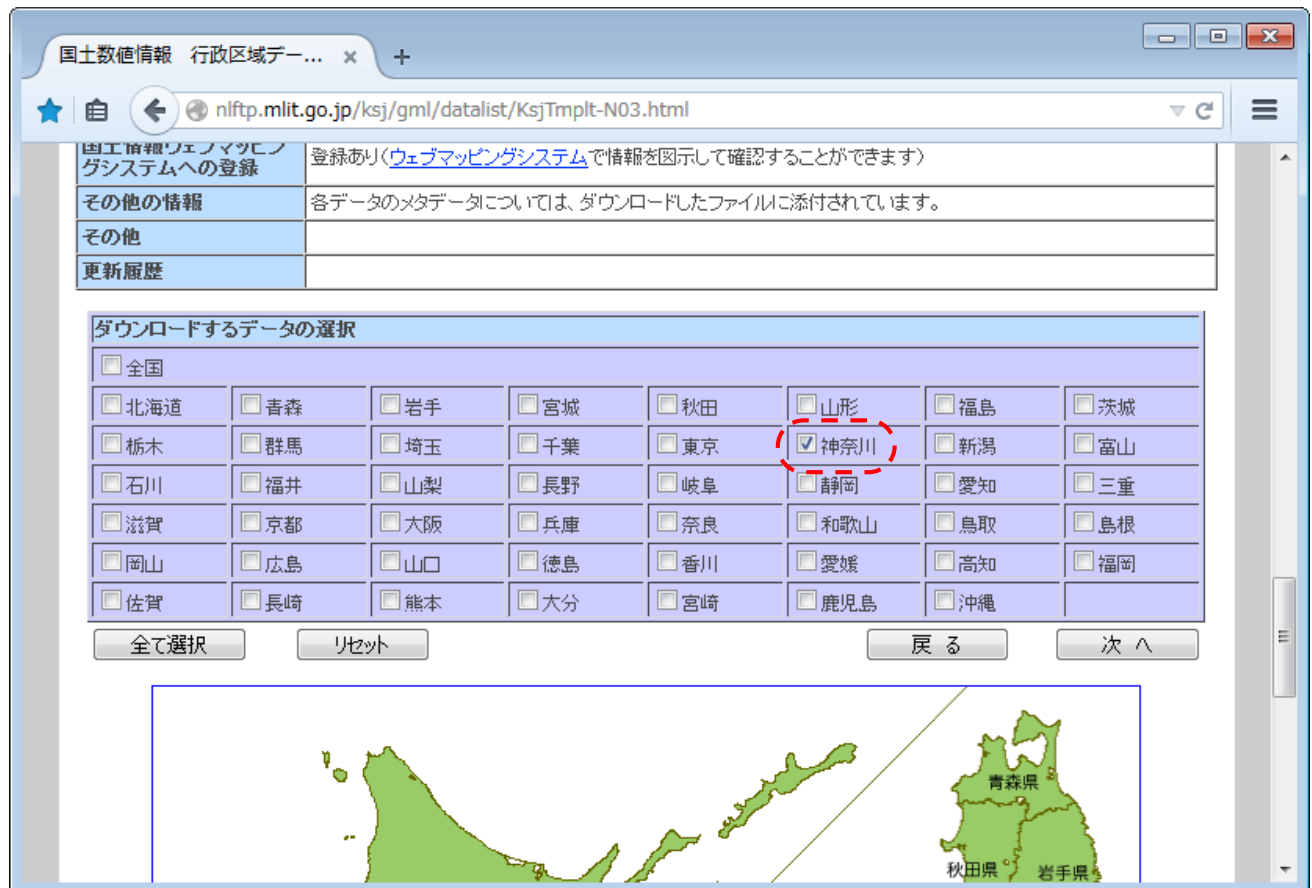 国土数値情報 行政区域デー...
nlftp.mlit.go.jp/ksj/gml/datalist/KsjTmplt-N03.html
国土情報ウェブマッピン
グシステムへの登録
登録あり(ウェブマッピングシステムで情報を図示して確認することができます)
その他の情報 各データのメタデータについては、ダウンロードしたファイルに添付されています。
その他
更新履歴
ダウンロードするデータの選択
全国
北海道 青森 岩手 宮城 秋田 山形 福島 茨城
栃木 群馬 埼玉 千葉 東京 神奈川 新潟 富山
石川 福井 山梨 長野 岐阜 静岡 愛知 三重
滋賀 京都 大阪 兵庫 奈良 和歌山 鳥取 島根
岡山 広島 山口 徳島 香川 愛媛 高知 福岡
佐賀 長崎 熊本 大分 宮崎 鹿児島 沖縄
全て選択 リセット 戻る 次へ
青森県
秋田県 岩手県